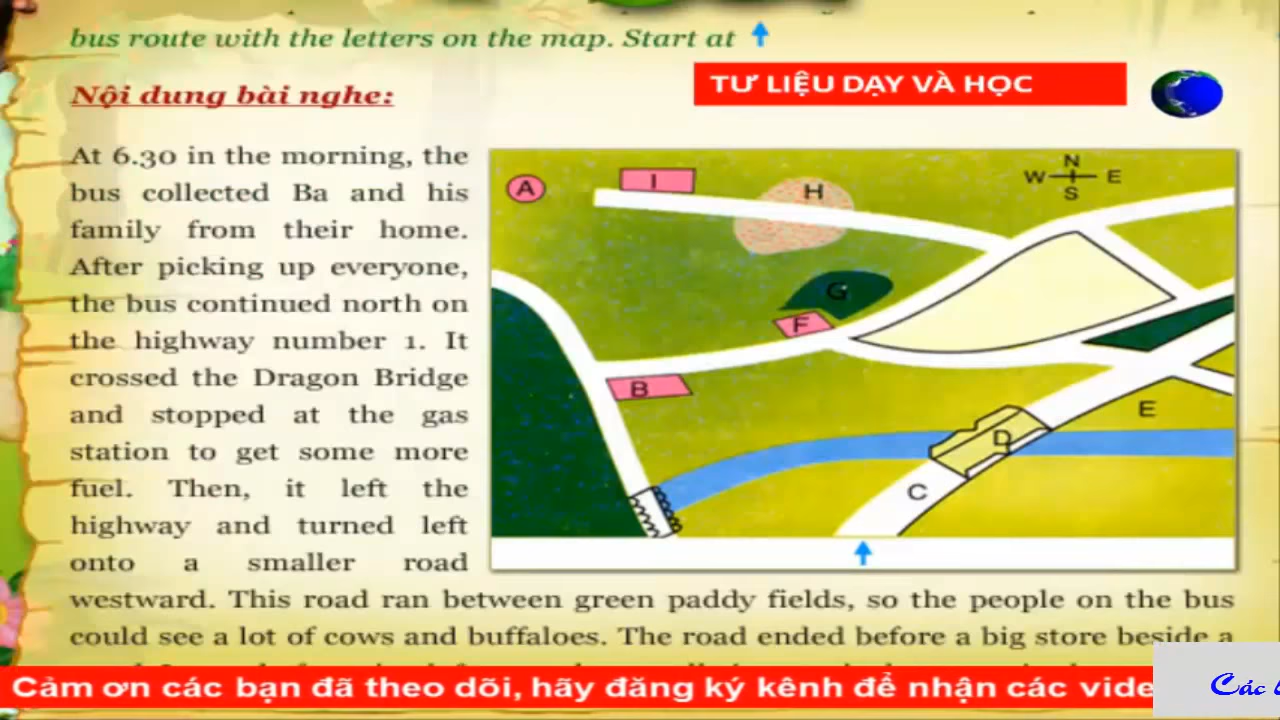 bus route with the letters on the map. Start at
TƯ LIỆU DẠY VÀ HỌC
Nội dung bài nghe:
At 6.30 in the morning, the
bus collected Ba and his
family from their home.
After picking up everyone,
the bus continued north on
the highway number 1. It
crossed the Dragon Bridge
and stopped at the gas
station to get some more
fuel. Then, it left the
highway and turned left
onto a smaller road
westward. This road ran between green paddy fields, so the people on the bus
could see a lot of cows and buffaloes. The road ended before a big store beside a
A
I
H
N
W E
S
G
F
B
D
E
C
Cảm ơn các bạn đã theo dõi, hãy đăng ký kênh để nhận các vide
Các